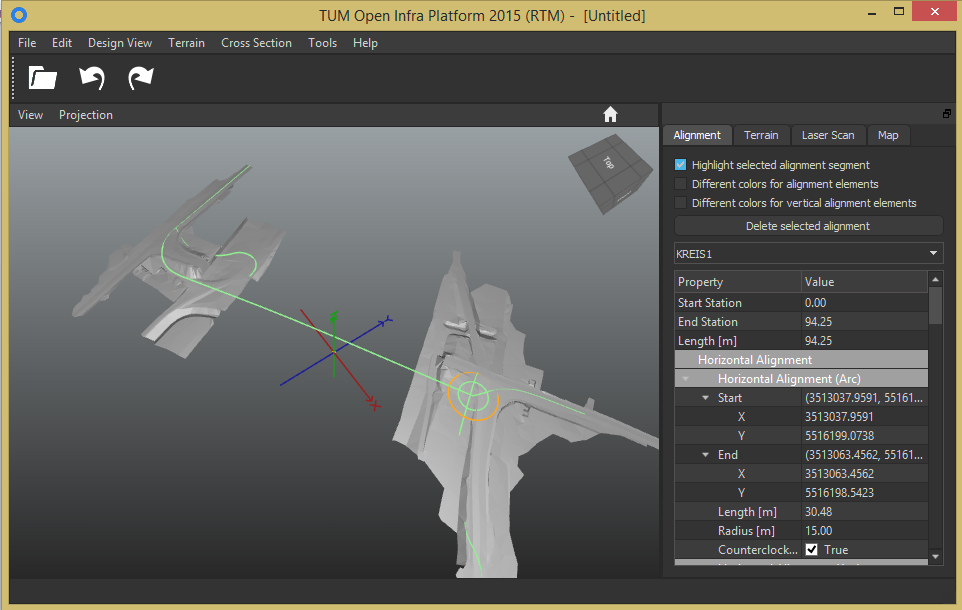 TUM Open Infra Platform 2015 (RTM) - [Untitled]
File Edit Design View Terrain Cross Section Tools Help
View Projection
Top
Y
X
Alignment Terrain Laser Scan Map
Highlight selected alignment segment
Different colors for alignment elements
Different colors for vertical alignment elements
Delete selected alignment
KREIS1
Property Value
Start Station 0.00
End Station 94.25
Length [m] 94.25
Horizontal Alignment
Horizontal Alignment (Arc)
Start (3513037.9591, 55161...
X 3513037.9591
Y 5516199.0738
End (3513063.4562, 55161...
X 3513063.4562
Y 5516198.5423
Length [m] 30.48
Radius [m] 15.00
Counterclock... True